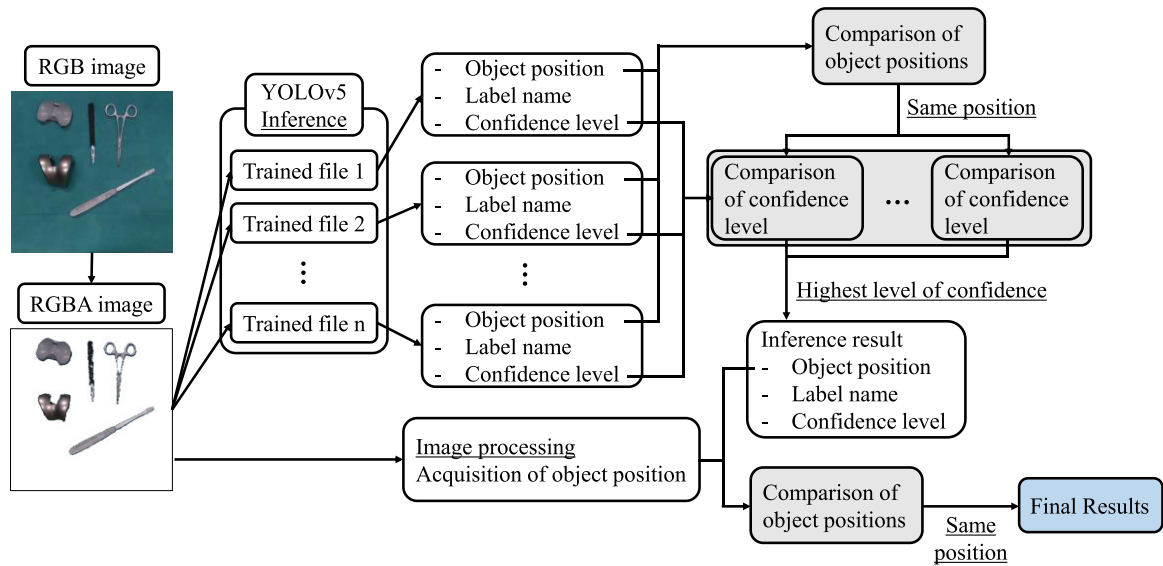 RGB image
RGBA image
YOLOv5
Inference
Trained file 1
Trained file 2
⋮
Trained file n
- Object position
- Label name
- Confidence level
- Object position
- Label name
- Confidence level
⋮
- Object position
- Label name
- Confidence level
Comparison of
object positions
Same position
Comparison
of confidence
level
...
Comparison
of confidence
level
Highest level of confidence
Inference result
- Object position
- Label name
- Confidence level
Image processing
Acquisition of object position
Comparison of
object positions
Same
position
Final Results